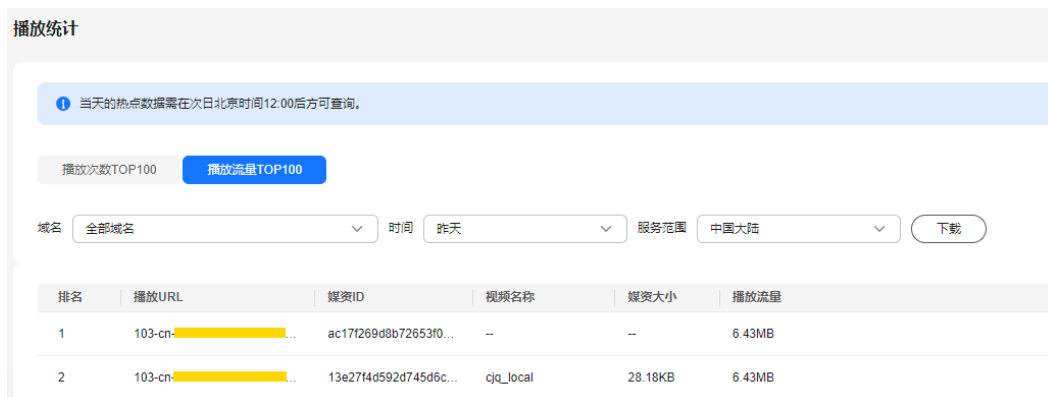 播放统计
当天的热点数据需在次日北京时间12:00后方可查询。
播放次数TOP100 播放流量TOP100
域名 全部域名 时间 昨天 服务范围 中国大陆 下载
排名 播放URL 媒资ID 视频名称 媒资大小 播放流量
1 103-cn-... ac17f269d8b72653f0... -- -- 6.43MB
2 103-cn-... 13e27f4d592d745d6c... cjq_local 28.18KB 6.43MB